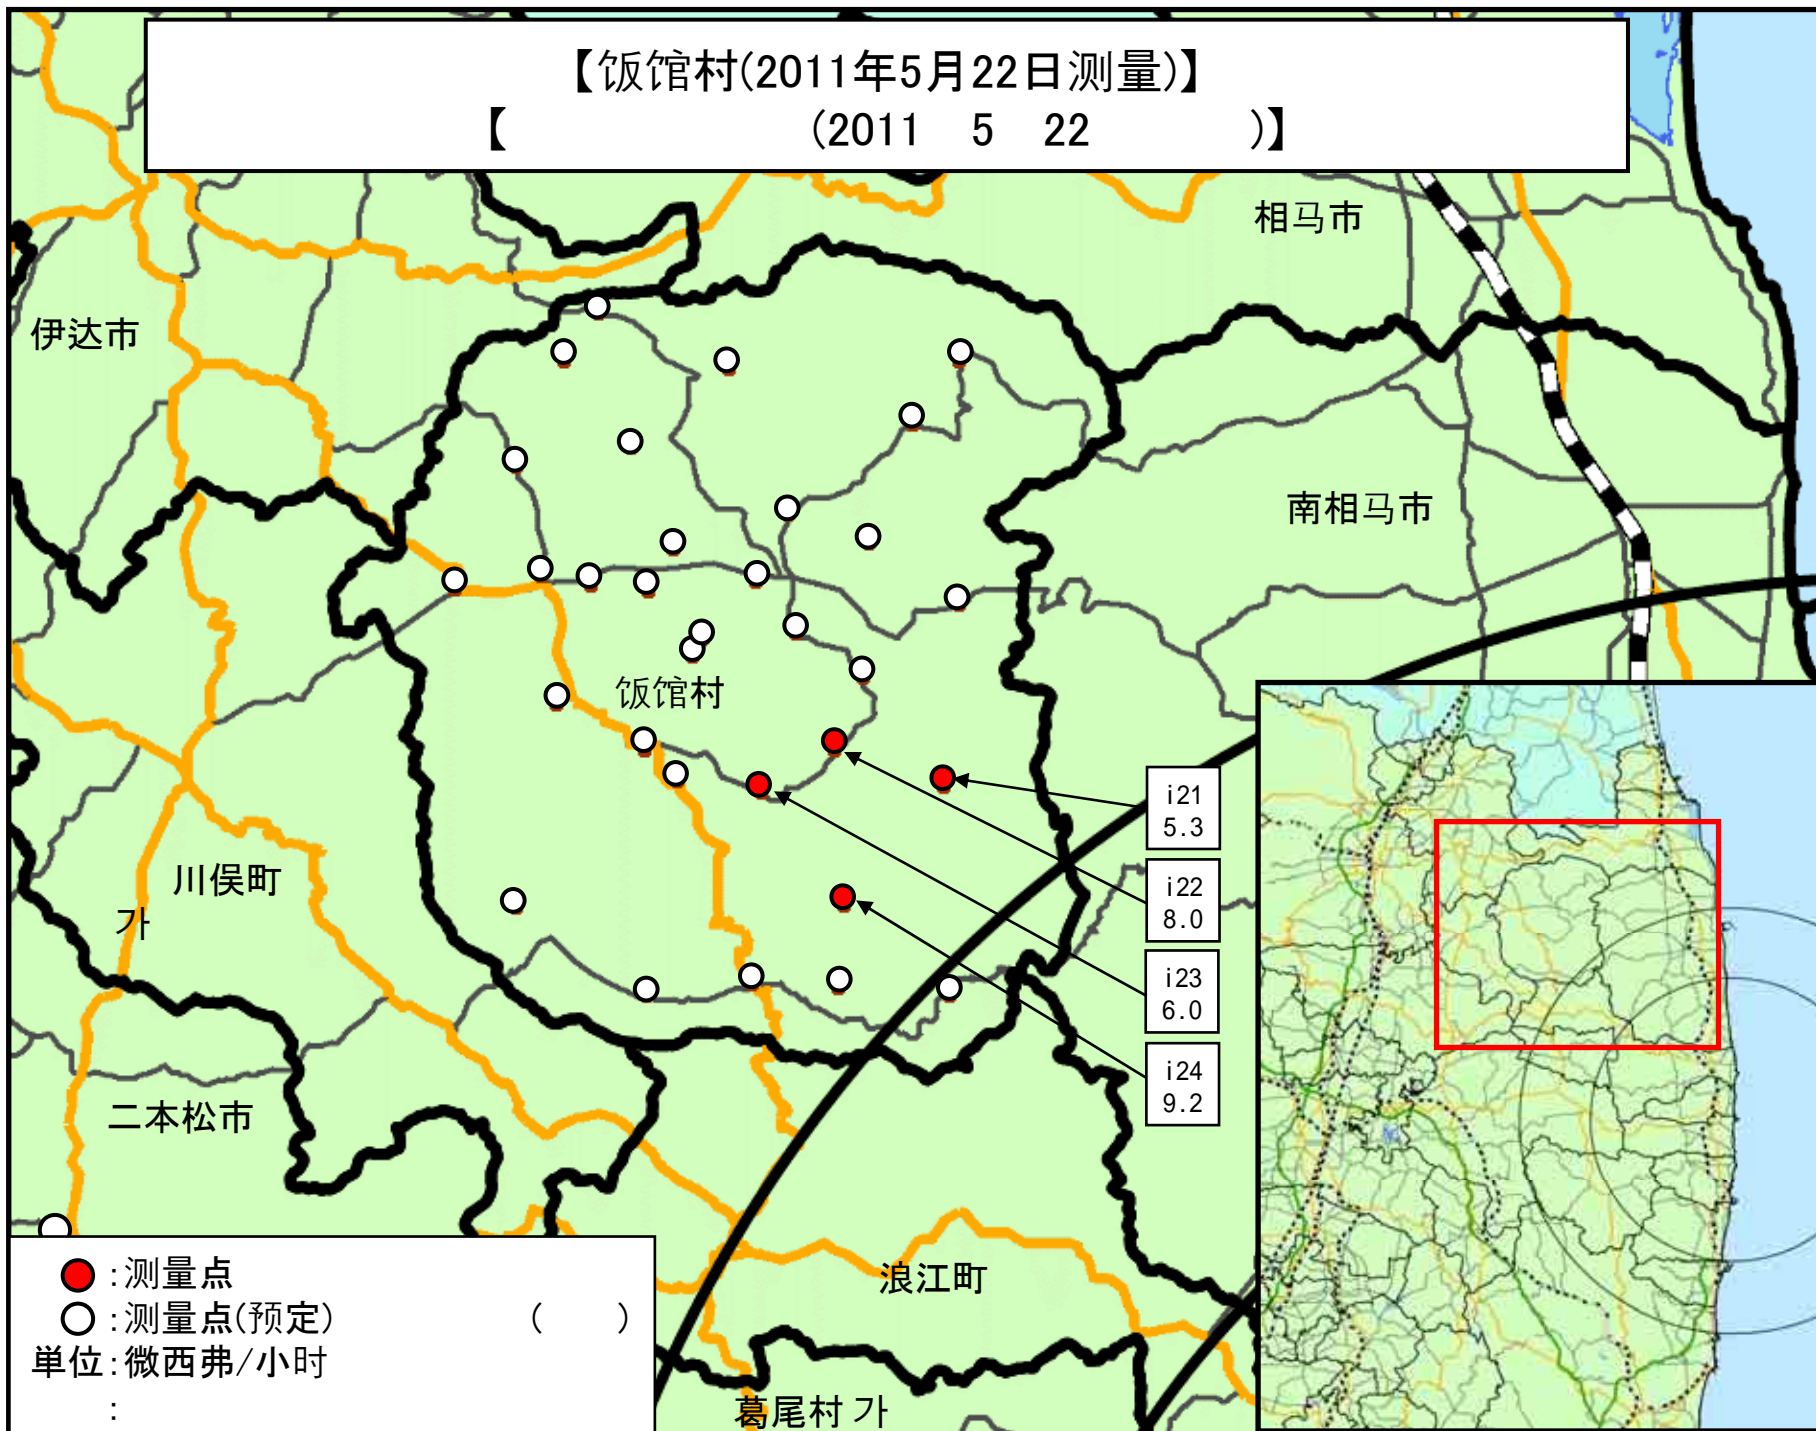 【饭馆村(2011年5月22日测量)】
【 (2011 5 22 )】
相马市
伊达市
南相马市
饭馆村
川俣町
가
二本松市
浪江町
葛尾村 가
i21
5.3
i22
8.0
i23
6.0
i24
9.2
:测量点
:测量点(预定) ( )
単位:微西弗/小时
: